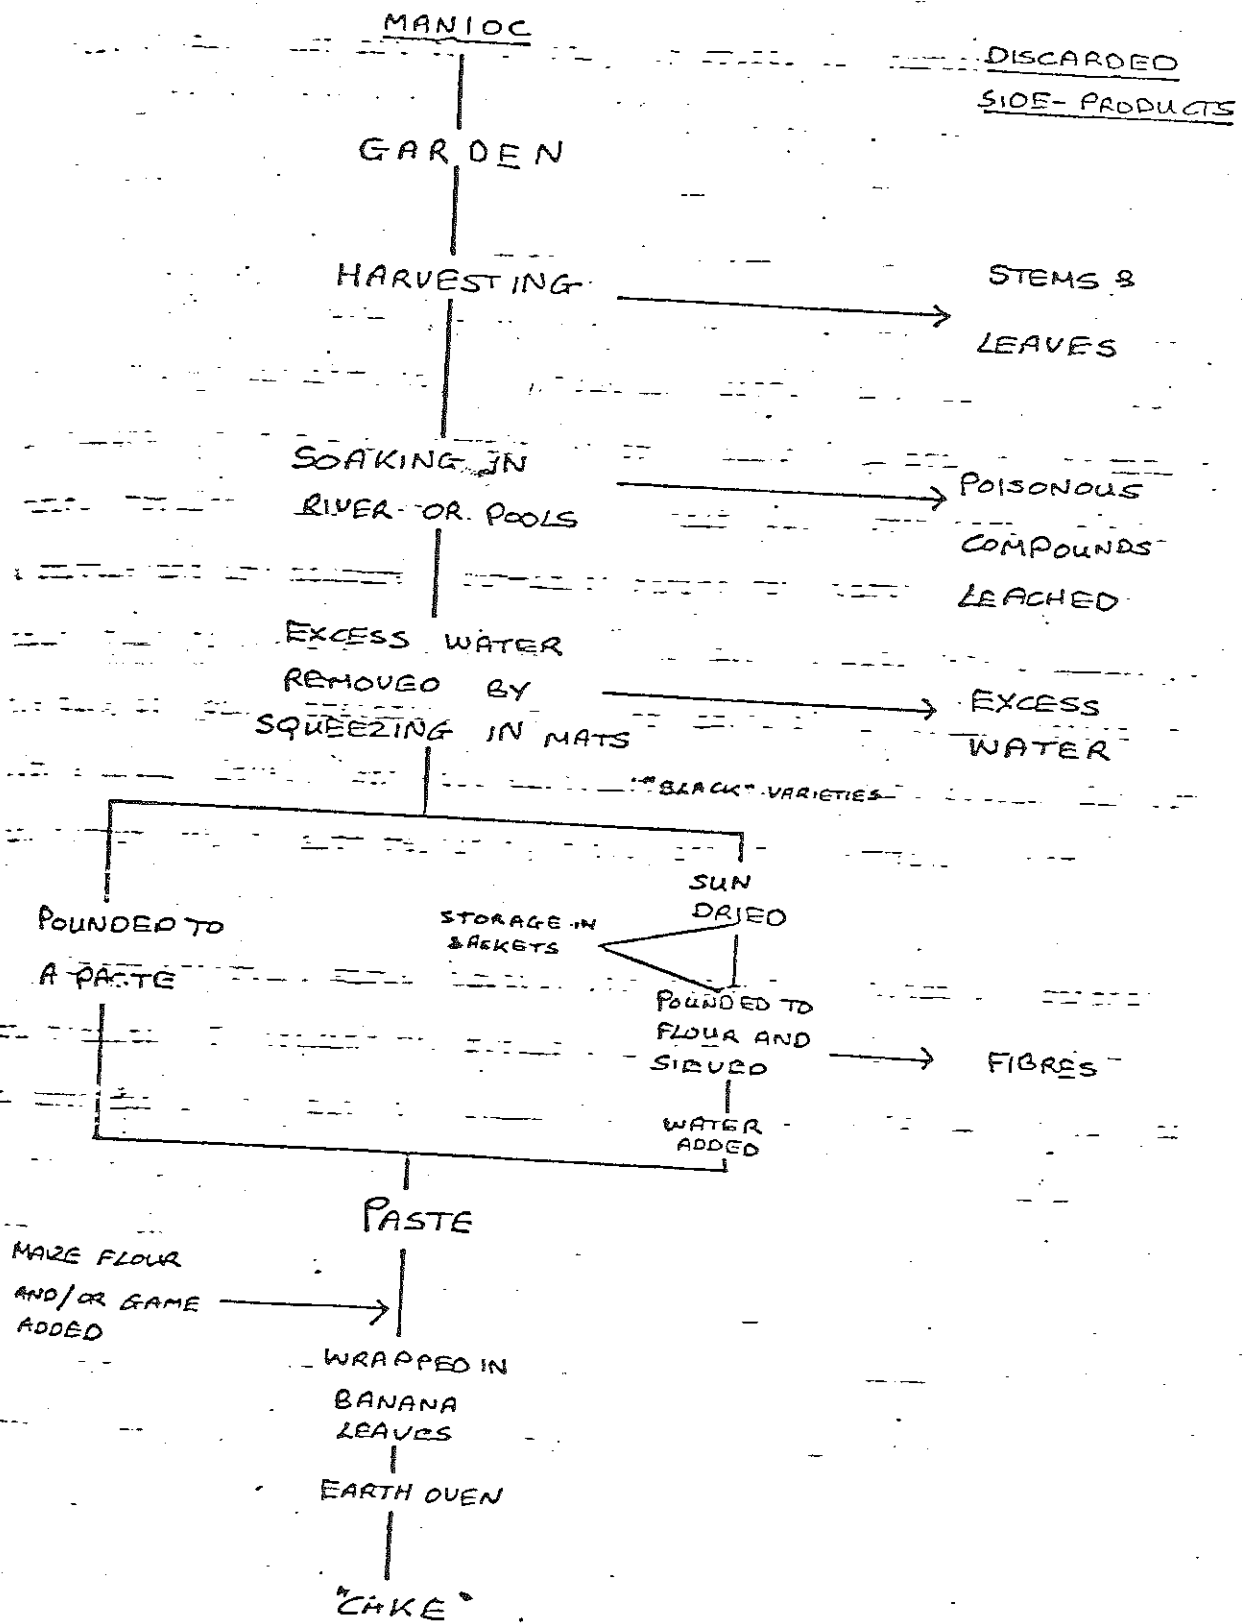 MANIOC
DISCARDED
SIDE-PRODUCTS
GARDEN
HARVESTING
STEMS &
LEAVES
SOAKING IN
RIVER OR POOLS
POISONOUS
COMPOUNDS
LEACHED
EXCESS WATER
REMOVED BY
SQUEEZING IN MATS
EXCESS
WATER
"BLACK" VARIETIES
POUNDED TO
A PASTE
STORAGE IN
BASKETS
SUN
DRIED
POUNDED TO
FLOUR AND
SIEVED
FIBRES
WATER
ADDED
PASTE
MAIZE FLOUR
AND/OR GAME
ADDED
WRAPPED IN
BANANA
LEAVES
EARTH OVEN
"CAKE"